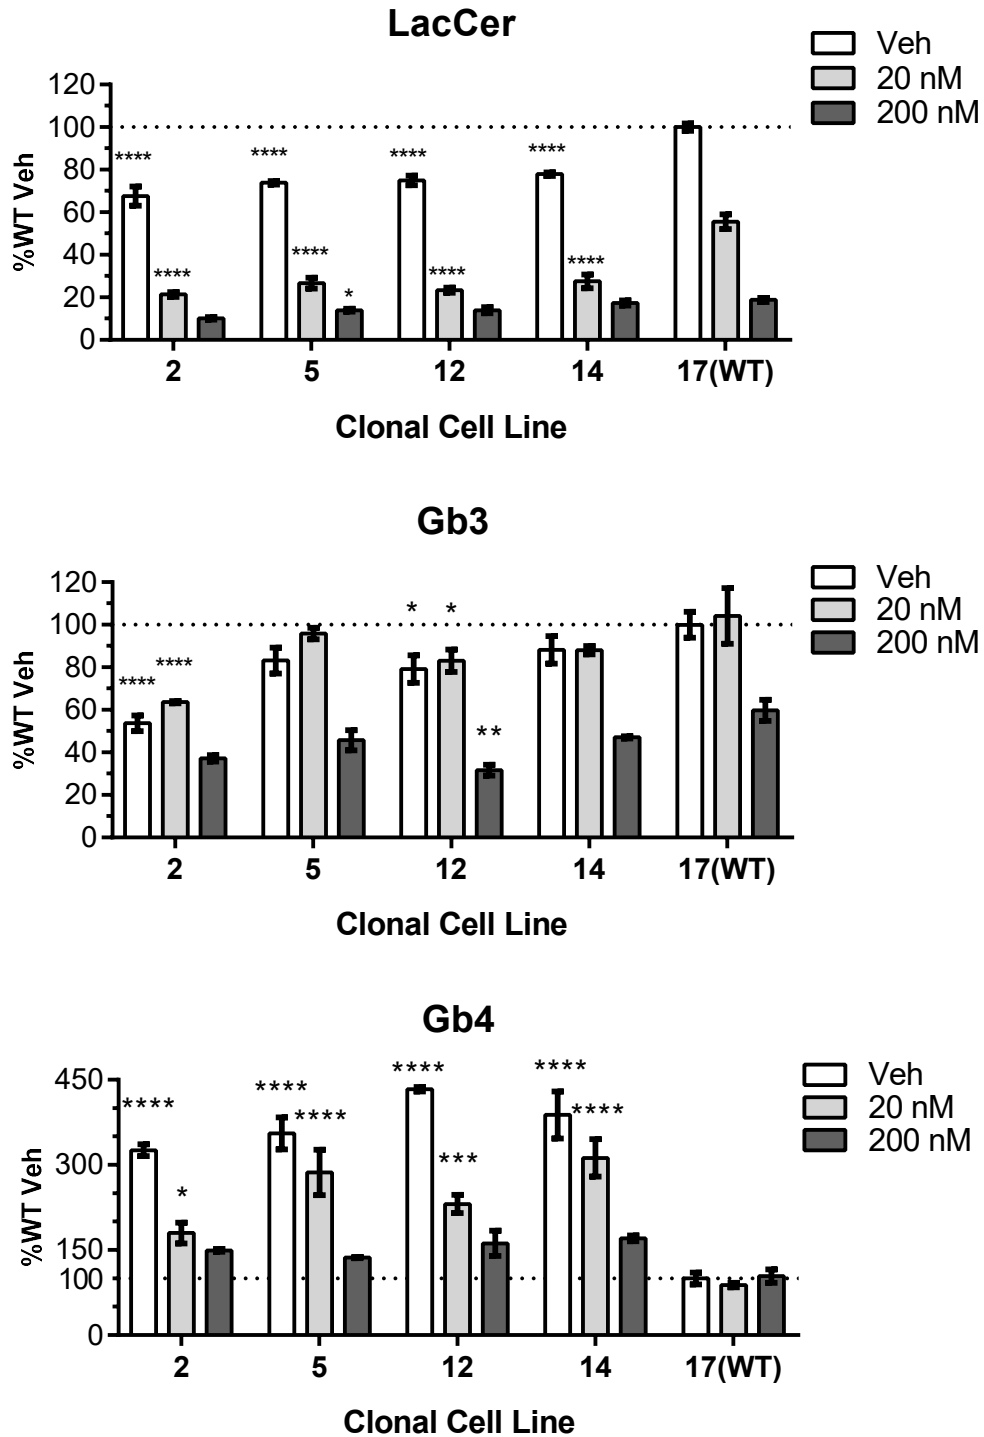 LacCer
Veh
20 nM
200 nM
%WT Veh
120
100
80
60
40
20
0
**** **** **** ****
**** **** **** ****
*
2 5 12 14 17(WT)
Clonal Cell Line
Gb3
Veh
20 nM
200 nM
%WT Veh
120
100
80
60
40
20
0
* *
**** ****
**
2 5 12 14 17(WT)
Clonal Cell Line
Gb4
Veh
20 nM
200 nM
%WT Veh
450
300
150
100
0
**** **** **** ****
* **** *** ****
2 5 12 14 17(WT)
Clonal Cell Line